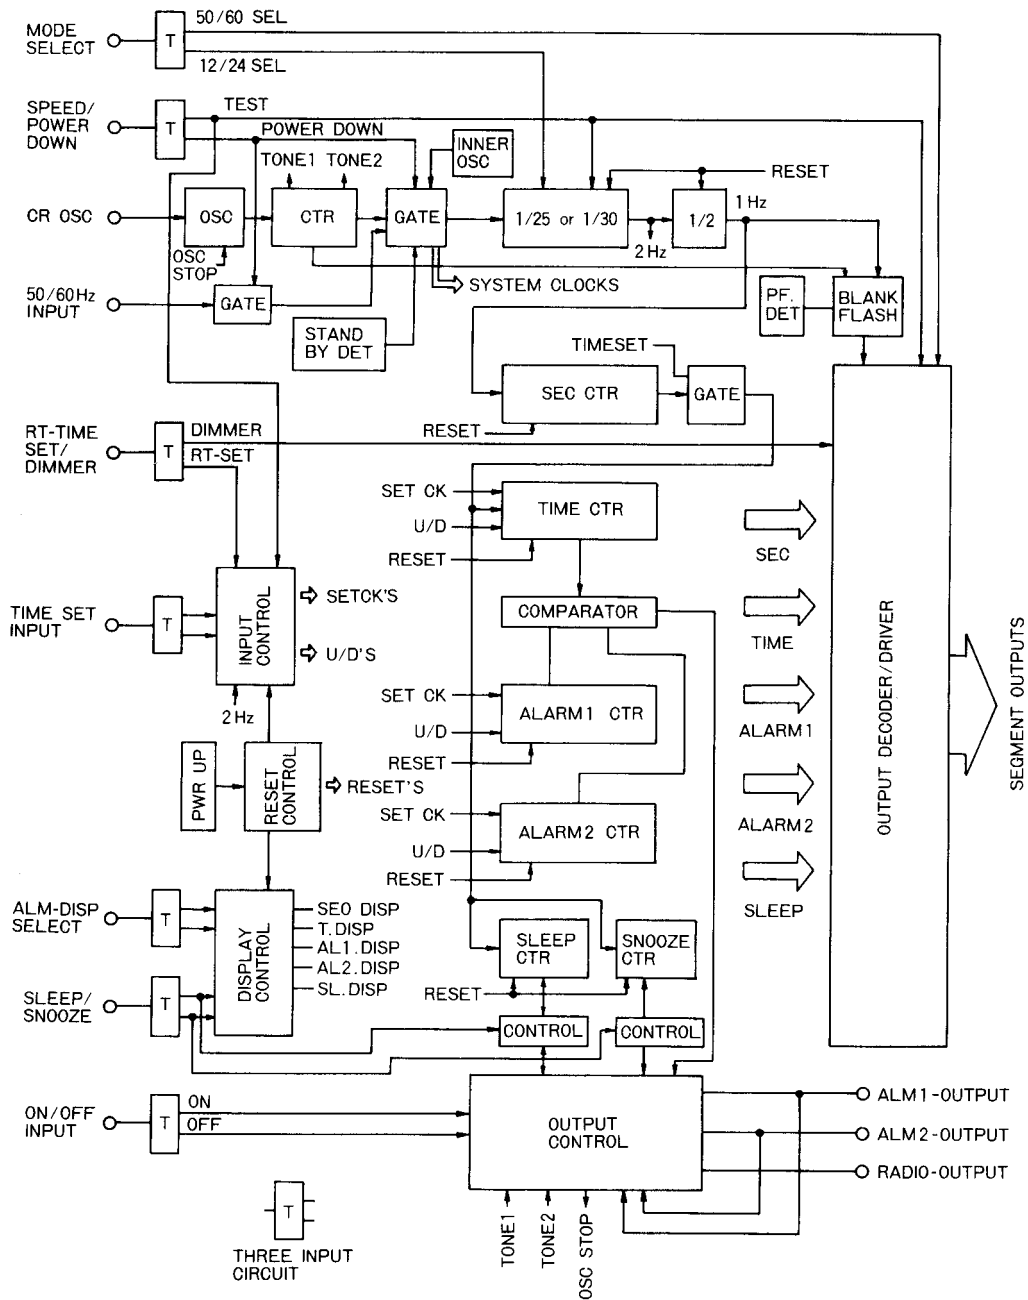 MODE
SELECT
T
50/60 SEL
12/24 SEL
SPEED/
POWER
DOWN
T
TEST
POWER DOWN
TONE1 TONE2
INNER
OSC
RESET
CR OSC
OSC
CTR
GATE
1/25 or 1/30
1/2
1Hz
2Hz
OSC
STOP
SYSTEM CLOCKS
50/60Hz
INPUT
GATE
STAND
BY DET
PF.
DET
BLANK
FLASH
TIMESET
SEC CTR
GATE
RESET
RT-TIME
SET/
DIMMER
T
DIMMER
RT-SET
SET CK
U/D
RESET
TIME CTR
SEC
TIME SET
INPUT
T
INPUT
CONTROL
SETCK'S
U/D'S
2Hz
COMPARATOR
TIME
SET CK
U/D
RESET
ALARM1 CTR
ALARM1
OUTPUT DECODER/DRIVER
SEGMENT OUTPUTS
PWR UP
RESET
CONTROL
RESET'S
SET CK
U/D
RESET
ALARM2 CTR
ALARM2
SLEEP
ALM-DISP
SELECT
T
DISPLAY
CONTROL
SEO DISP
T.DISP
AL1.DISP
AL2.DISP
SL.DISP
SLEEP/
SNOOZE
T
SLEEP
CTR
SNOOZE
CTR
RESET
CONTROL
CONTROL
ON/OFF
INPUT
T
ON
OFF
OUTPUT
CONTROL
ALM1-OUTPUT
ALM2-OUTPUT
RADIO-OUTPUT
TONE1
TONE2
OSC STOP
T
THREE INPUT
CIRCUIT